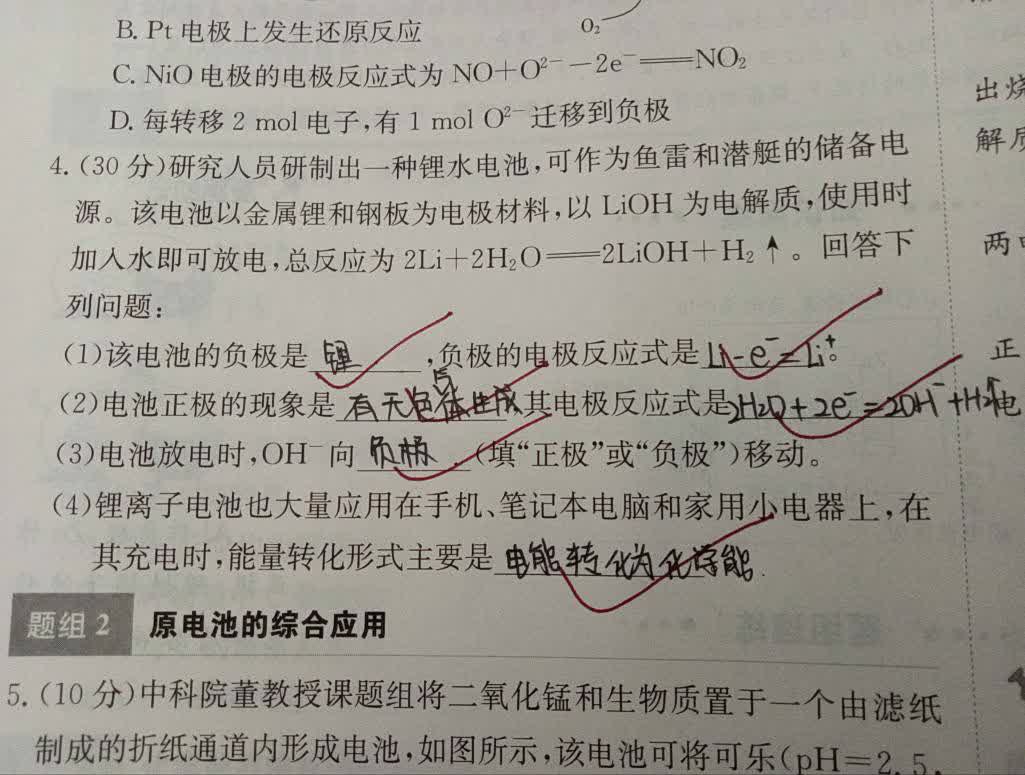 B. Pt 电极上发生还原反应
O₂
C. NiO 电极的电极反应式为 NO+O²⁻-2e⁻══NO₂
D. 每转移 2 mol 电子,有 1 mol O²⁻ 迁移到负极
出烧
4. (30 分)研究人员研制出一种锂水电池,可作为鱼雷和潜艇的储备电
解质
源。该电池以金属锂和钢板为电极材料,以 LiOH 为电解质,使用时
加入水即可放电,总反应为 2Li+2H₂O══2LiOH+H₂↑。回答下
两
列问题:
(1)该电池的负极是 锂 ,负极的电极反应式是 Li-e⁻=Li⁺。
正
(2)电池正极的现象是 有无色气体生成 其电极反应式是 2H2O+2e⁻=2OH⁻+H2↑
电
(3)电池放电时,OH⁻ 向 负极 (填“正极”或“负极”)移动。
(4)锂离子电池也大量应用在手机、笔记本电脑和家用小电器上,在
其充电时,能量转化形式主要是 电能转化为化学能.
题组 2 原电池的综合应用
5. (10 分)中科院董教授课题组将二氧化锰和生物质置于一个由滤纸
制成的折纸通道内形成电池,如图所示,该电池可将可乐(pH=2.5,